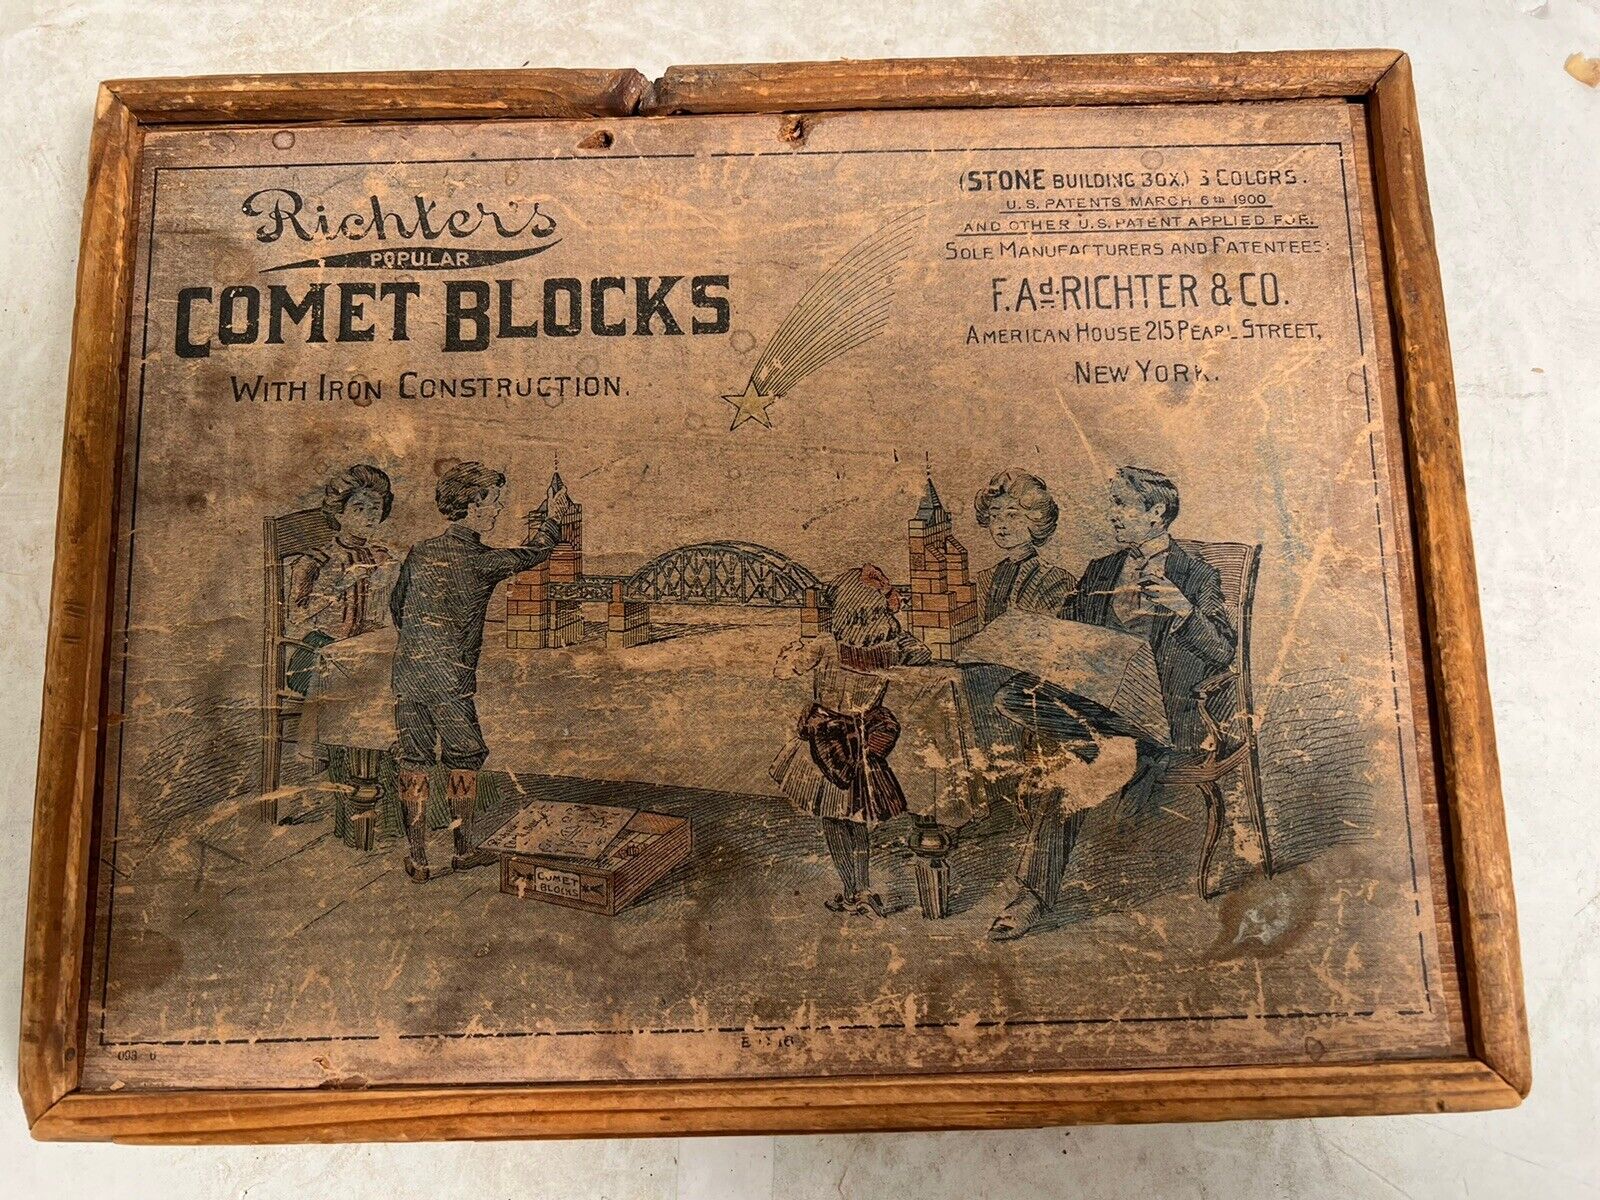 Richter's
POPULAR
COMET BLOCKS
WITH IRON CONSTRUCTION.
(STONE BUILDING BOX.) 3 COLORS.
U.S. PATENTS MARCH 6TH 1900
AND OTHER U.S. PATENT APPLIED FOR.
SOLE MANUFACTURERS AND PATENTEES:
F. Ad. RICHTER & CO.
AMERICAN HOUSE 215 PEARL STREET,
NEW YORK.
COMET
BLOCKS